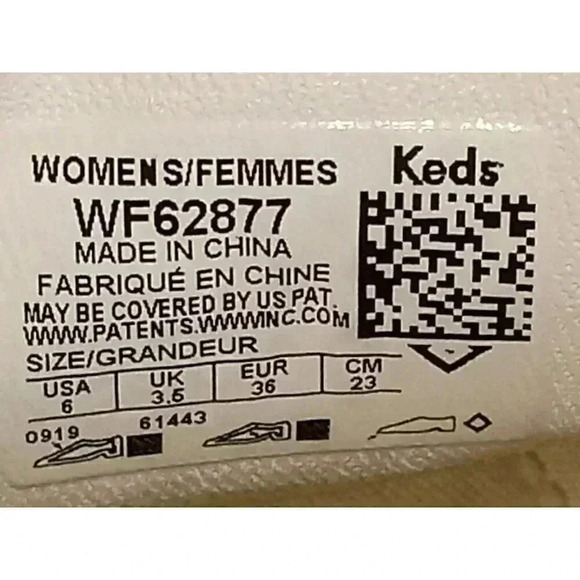 WOMENS/FEMMES
Keds
WF62877
MADE IN CHINA
FABRIQUÉ EN CHINE
MAY BE COVERED BY US PAT.
WWW.PATENTS.WWWINC.COM
SIZE/GRANDEUR
USA UK EUR CM
6 3.5 36 23
0919 61443